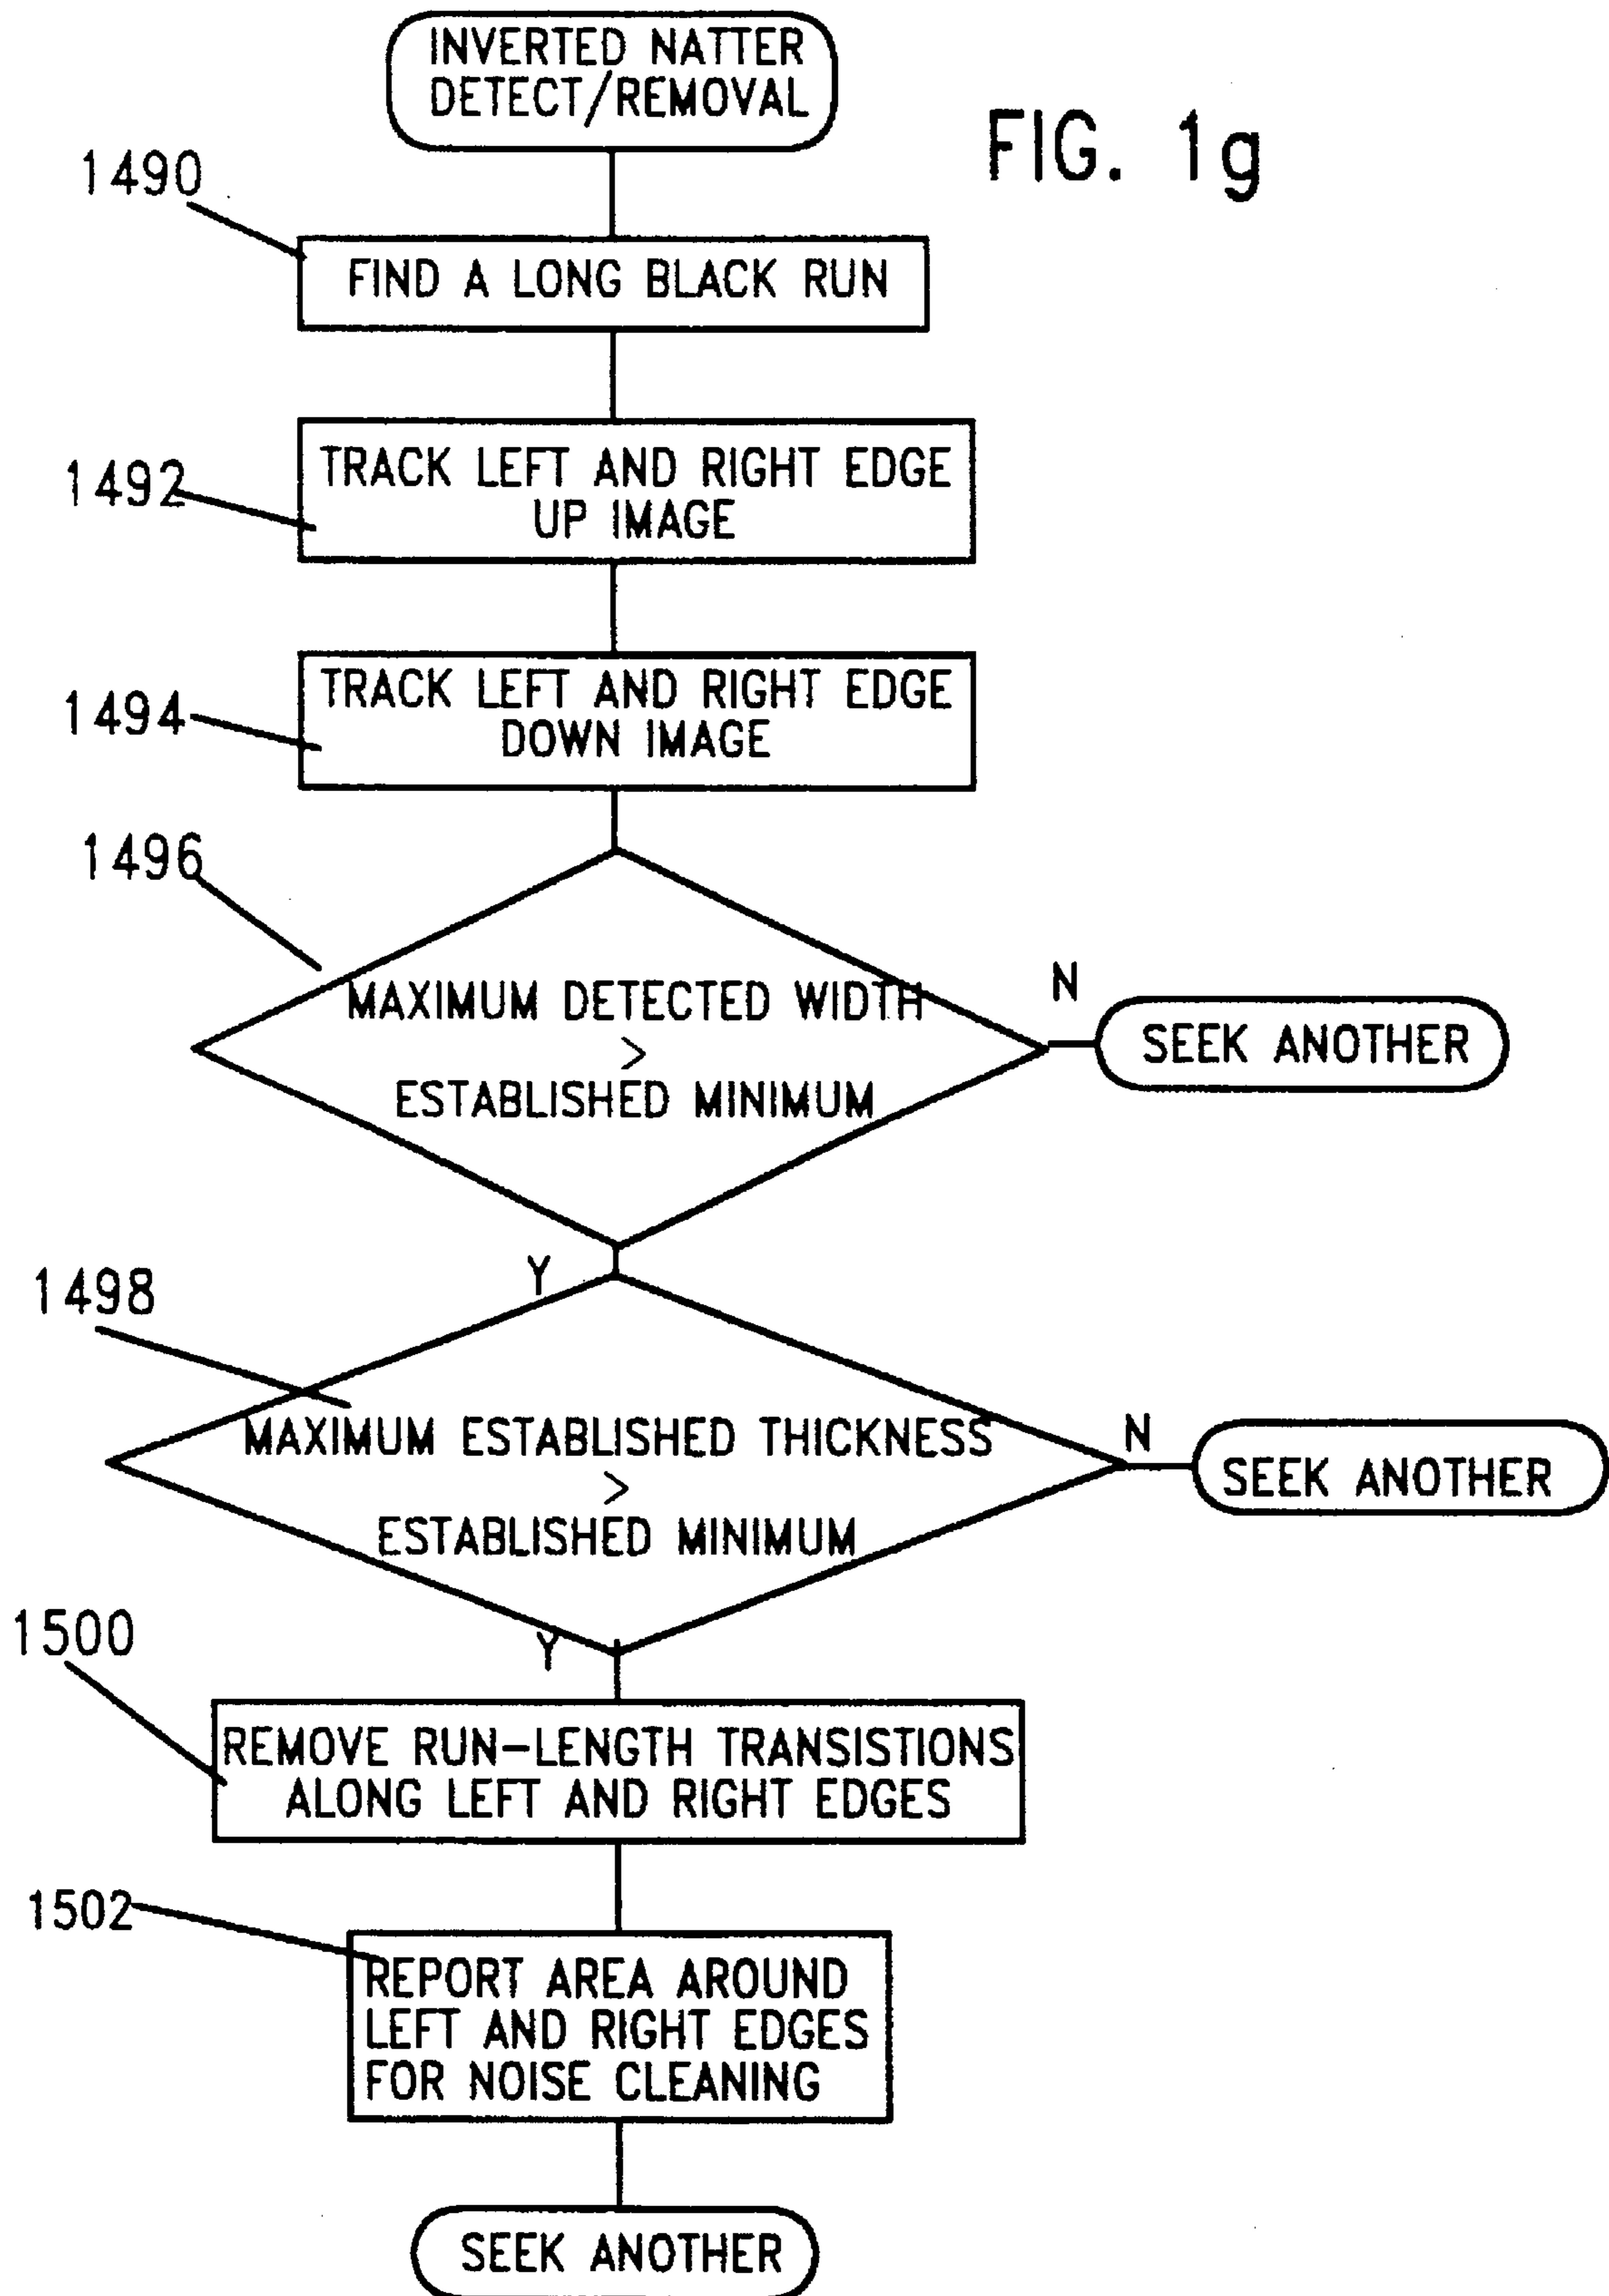 INVERTED NATTER
DETECT/REMOVAL
FIG. 1g
1490
FIND A LONG BLACK RUN
1492
TRACK LEFT AND RIGHT EDGE
UP IMAGE
1494
TRACK LEFT AND RIGHT EDGE
DOWN IMAGE
1496
MAXIMUM DETECTED WIDTH
>
ESTABLISHED MINIMUM
N
SEEK ANOTHER
Y
1498
MAXIMUM ESTABLISHED THICKNESS
>
ESTABLISHED MINIMUM
N
SEEK ANOTHER
Y
1500
REMOVE RUN-LENGTH TRANSISTIONS
ALONG LEFT AND RIGHT EDGES
1502
REPORT AREA AROUND
LEFT AND RIGHT EDGES
FOR NOISE CLEANING
SEEK ANOTHER